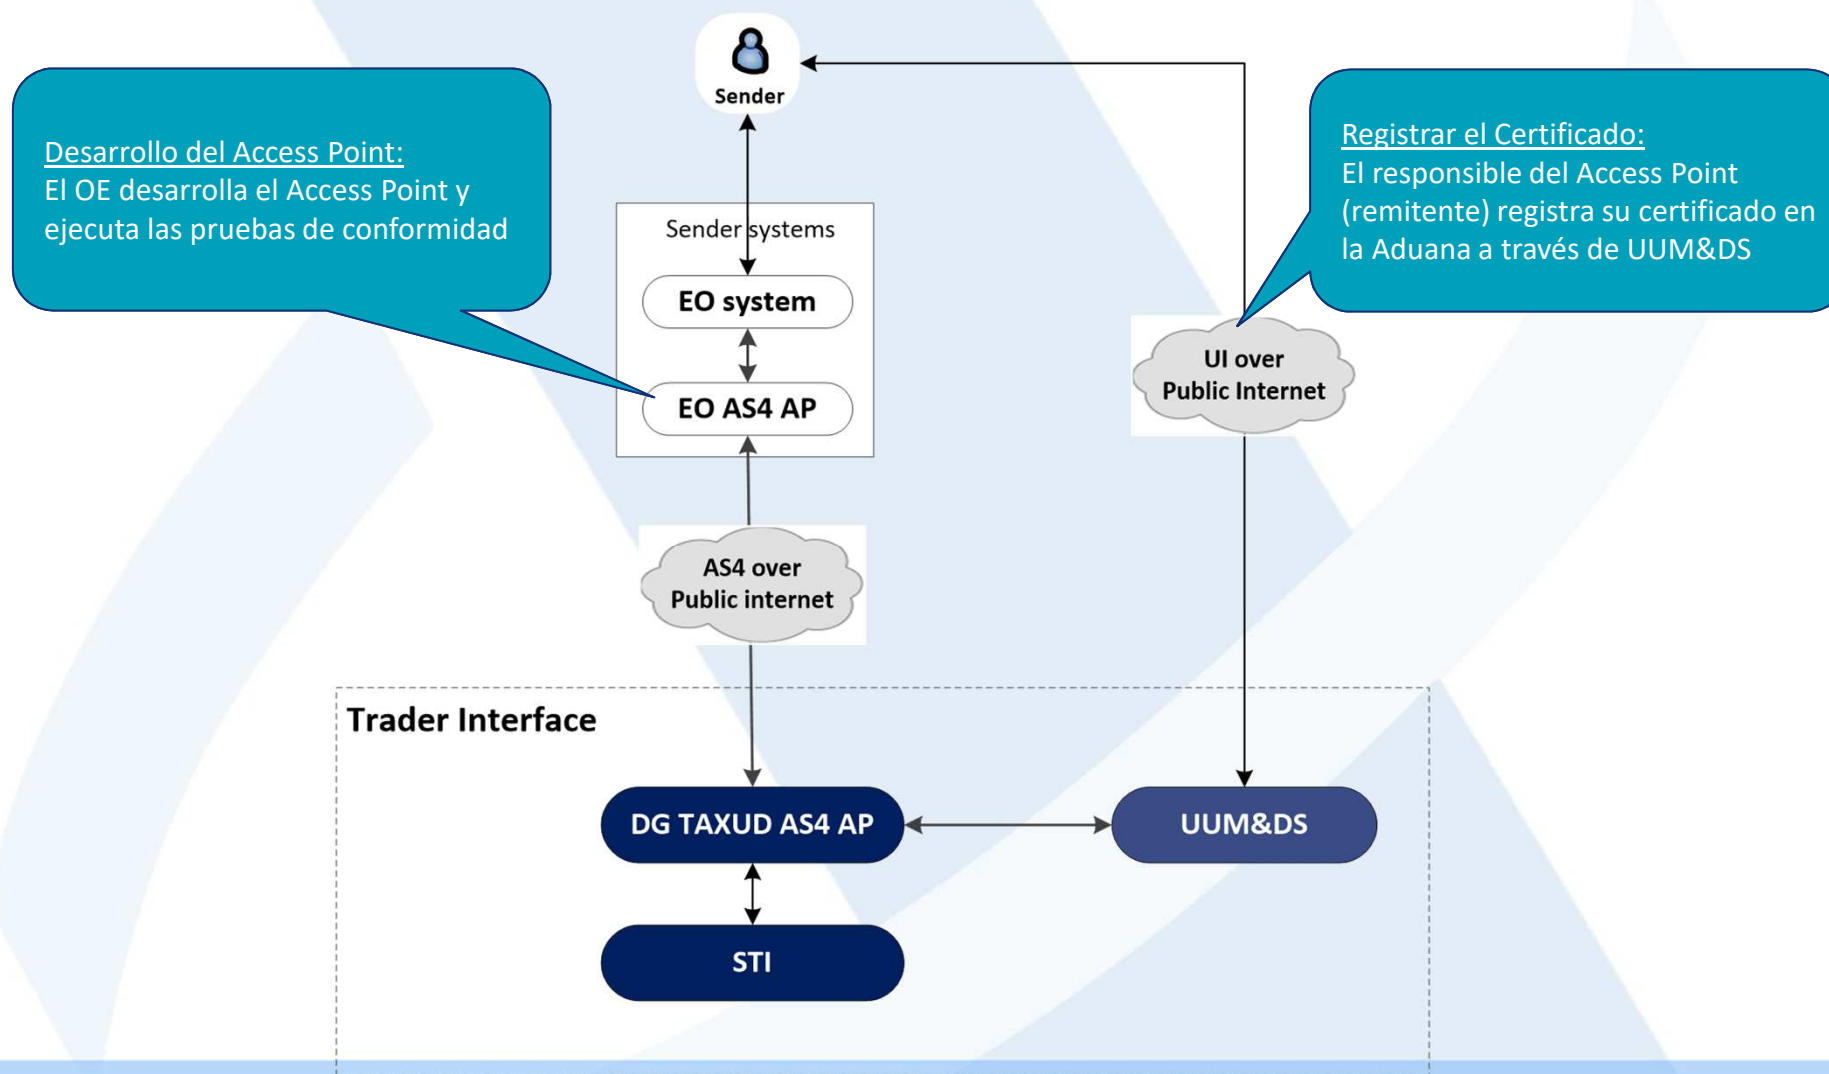 Sender
Desarrollo del Access Point:
El OE desarrolla el Access Point y
ejecuta las pruebas de conformidad
Registrar el Certificado:
El responsible del Access Point
(remitente) registra su certificado en
la Aduana a través de UUM&DS
Sender systems
EO system
EO AS4 AP
UI over
Public Internet
AS4 over
Public internet
Trader Interface
DG TAXUD AS4 AP
UUM&DS
STI